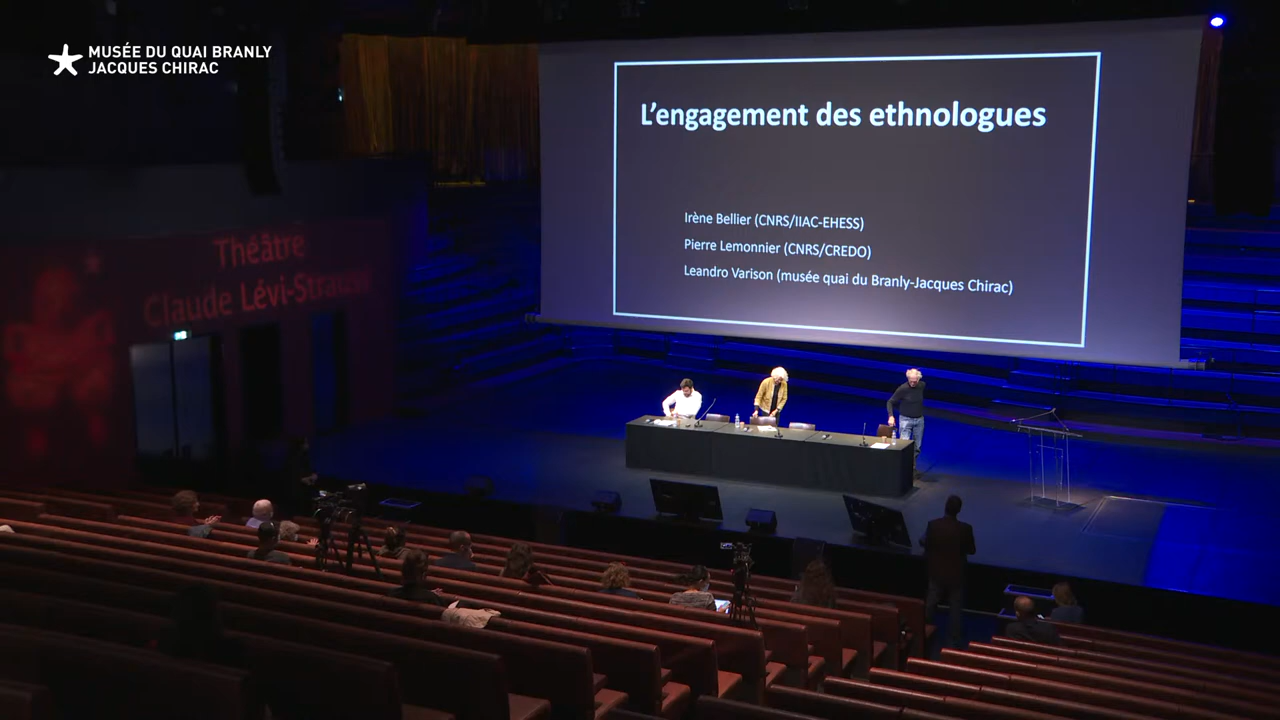 MUSÉE DU QUAI BRANLY
JACQUES CHIRAC
L'engagement des ethnologues
Irène Bellier (CNRS/IIAC-EHESS)
Pierre Lemonnier (CNRS/CREDO)
Leandro Varison (musée quai du Branly-Jacques Chirac)
Théâtre
Claude Lévi-Strauss